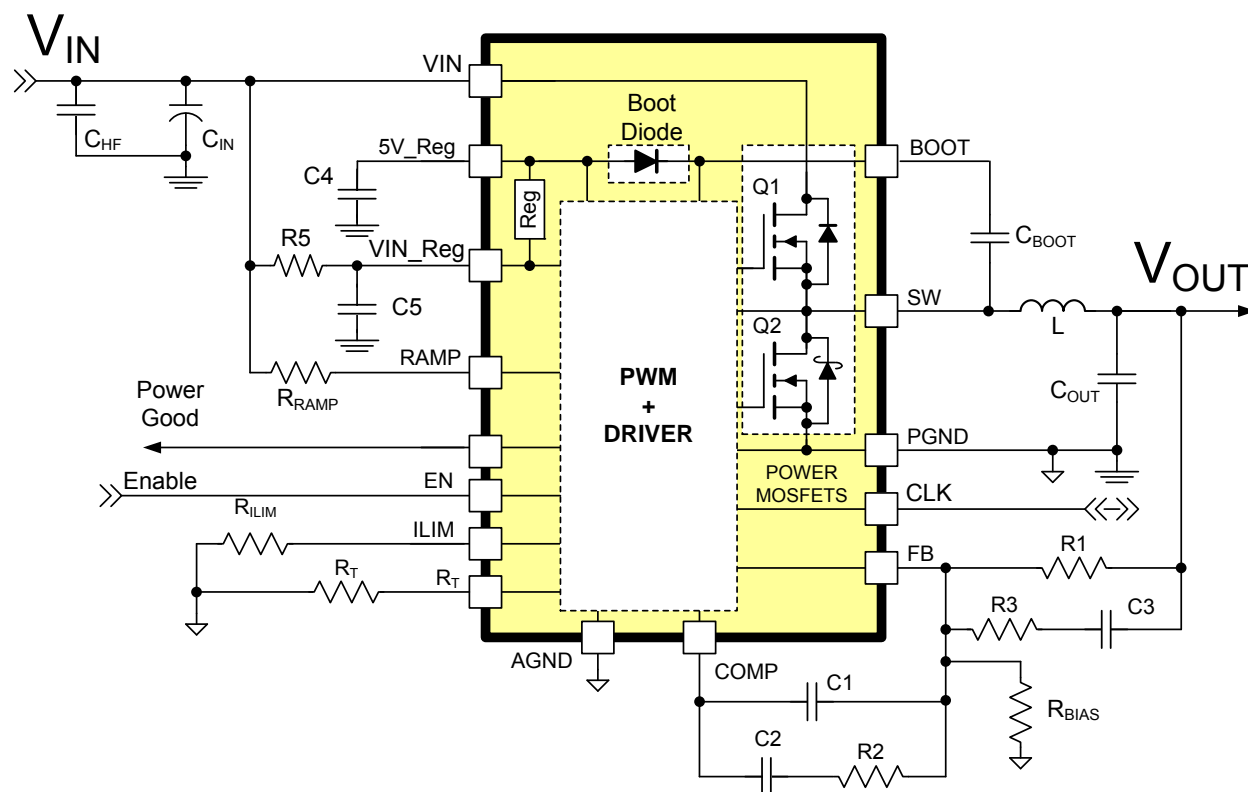 VIN
VIN
Boot
Diode
CHF
CIN
5V_Reg
BOOT
C4
Q1
Reg
R5
VIN_Reg
CBOOT
VOUT
C5
SW
L
Q2
RAMP
RRAMP
PWM
+
DRIVER
COUT
Power
Good
PGND
POWER
MOSFETS
Enable
EN
CLK
RILIM
ILIM
FB
R1
RT
RT
R3
C3
AGND
COMP
C1
RBIAS
C2
R2